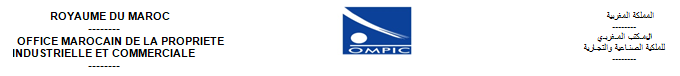 ROYAUME DU MAROC
--------
OFFICE MAROCAIN DE LA PROPRIETE
INDUSTRIELLE ET COMMERCIALE
--------
OMPIC
المملكة المغربية
--------
المكتب المغربي
للملكية الصناعية والتجارية
--------